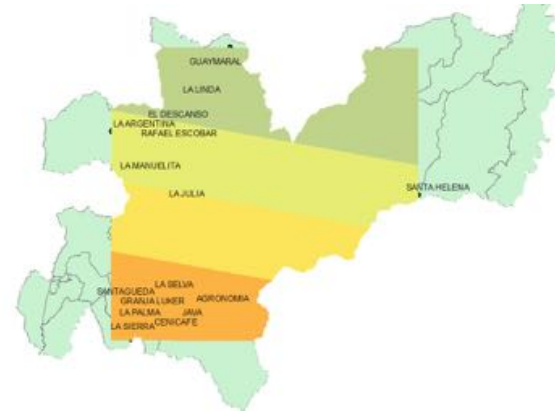 GUAYMARAL
LA LINDA
EL DESCANSO
LA ARGENTINA
RAFAEL ESCOBAR
LA MANUELITA
LA JULIA
SANTA HELENA
LA SELVA
SANTAGUEDA
GRANJA LUKER
AGRONOMIA
LA PALMA
JAVA
CENICAFE
LA SIERRA